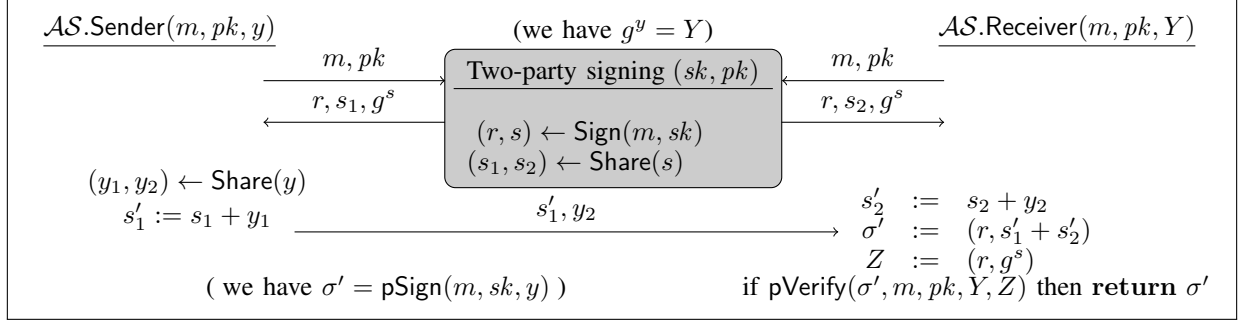 𝒜𝒮.Sender(m, pk, y)
(we have g^y = Y)
𝒜𝒮.Receiver(m, pk, Y)
m, pk
Two-party signing (sk, pk)
m, pk
r, s_1, g^s
r, s_2, g^s
(r, s) ← Sign(m, sk)
(s_1, s_2) ← Share(s)
(y_1, y_2) ← Share(y)
s'_1 := s_1 + y_1
s'_1, y_2
s'_2 := s_2 + y_2
σ' := (r, s'_1 + s'_2)
Z := (r, g^s)
( we have σ' = pSign(m, sk, y) )
if pVerify(σ', m, pk, Y, Z) then return σ'